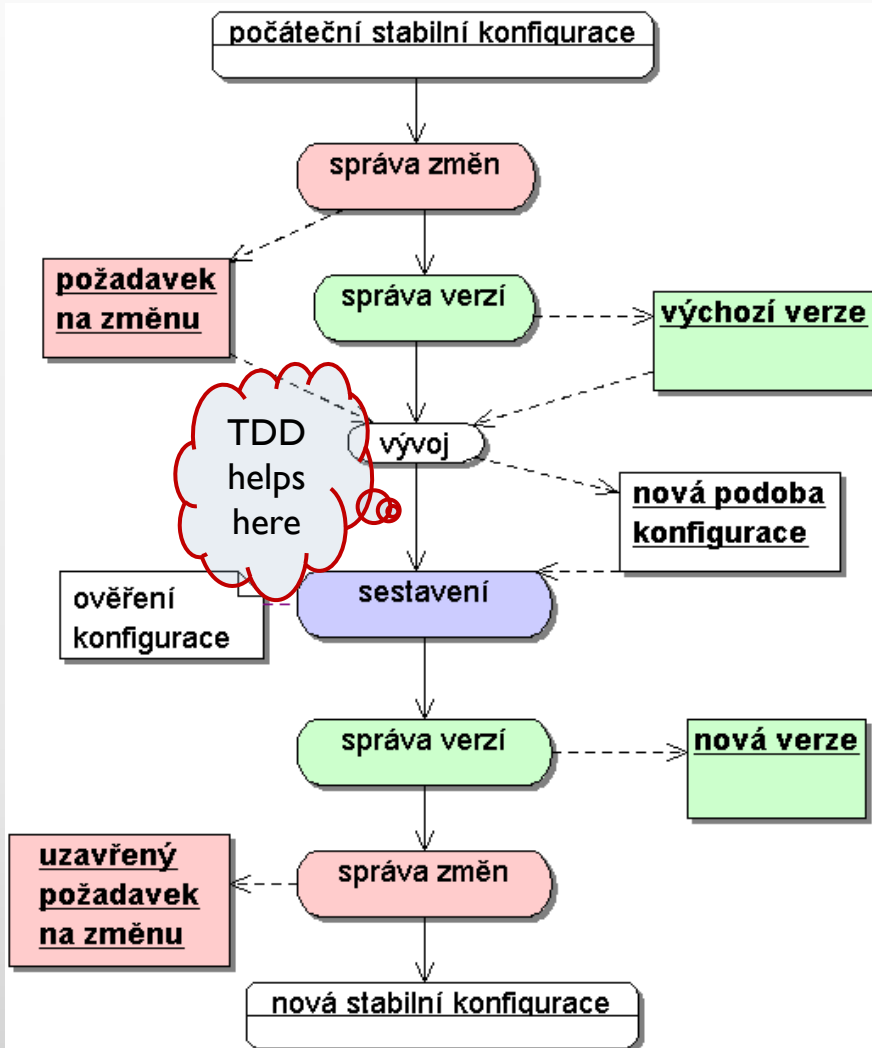 počáteční stabilní konfigurace
správa změn
požadavek
na změnu
správa verzí
výchozí verze
TDD
helps
here
vývoj
nová podoba
konfigurace
ověření
konfigurace
sestavení
správa verzí
nová verze
uzavřený
požadavek
na změnu
správa změn
nová stabilní konfigurace